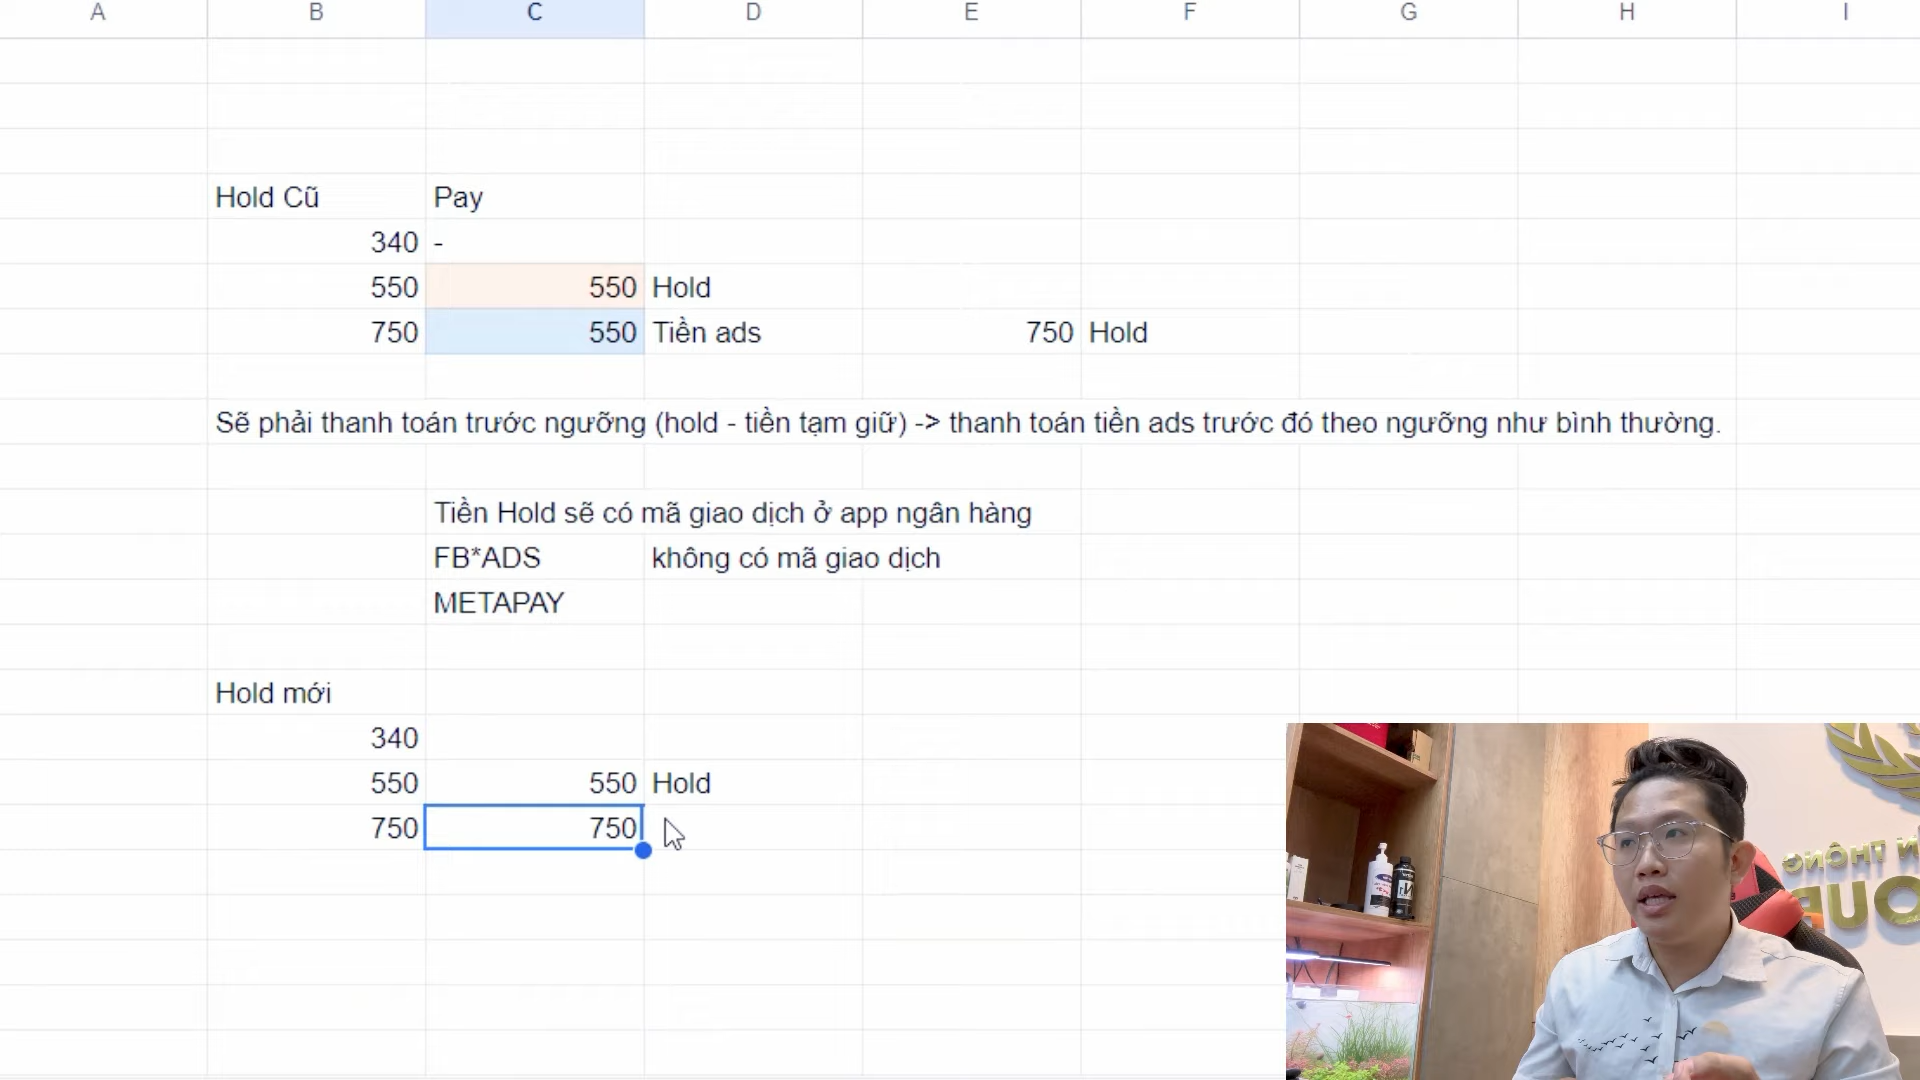 A B C D E F G H I
Hold Cũ Pay
340 -
550 550 Hold
750 550 Tiền ads 750 Hold
Sẽ phải thanh toán trước ngưỡng (hold - tiền tạm giữ) -> thanh toán tiền ads trước đó theo ngưỡng như bình thường.
Tiền Hold sẽ có mã giao dịch ở app ngân hàng
FB*ADS không có mã giao dịch
METAPAY
Hold mới
340
550 550 Hold
750 750